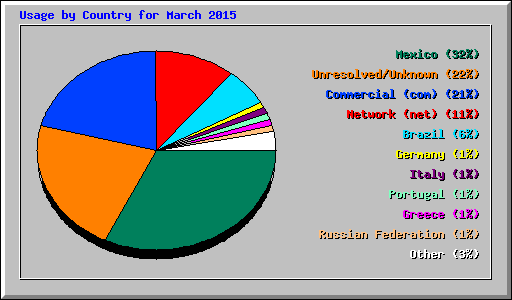 Usage by Country for March 2015
Mexico (32%)
Unresolved/Unknown (22%)
Commercial (com) (21%)
Network (net) (11%)
Brazil (6%)
Germany (1%)
Italy (1%)
Portugal (1%)
Greece (1%)
Russian Federation (1%)
Other (3%)